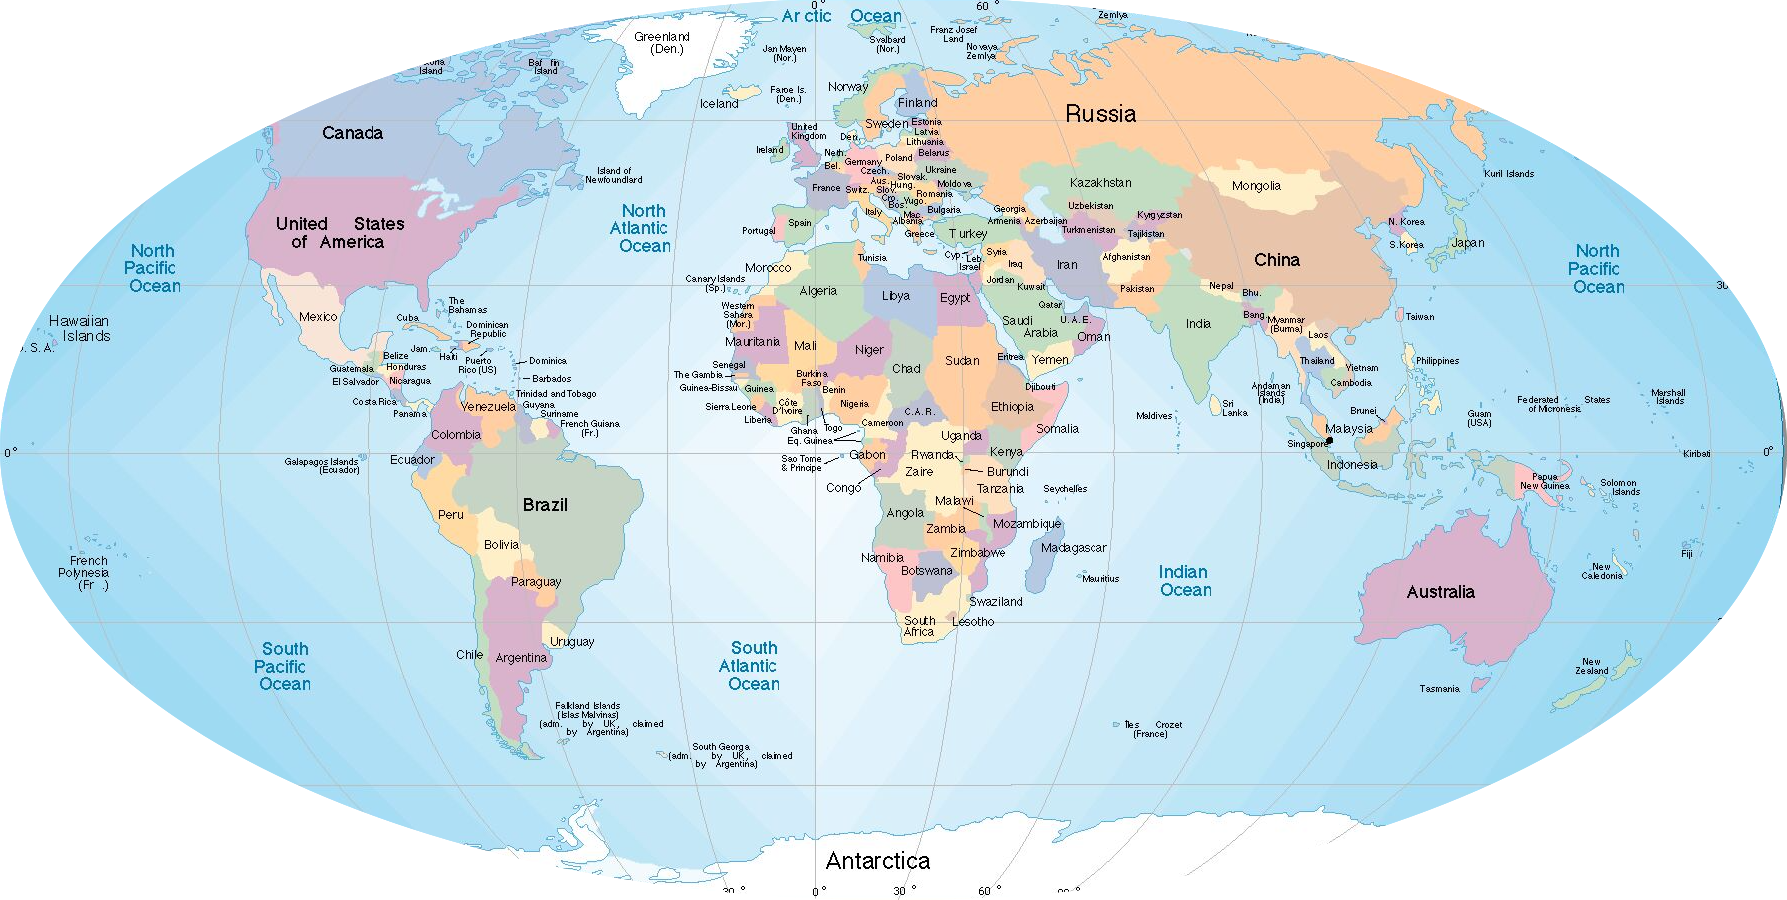 0°
60°
Arctic Ocean
Zemlya
Greenland
(Den.)
Jan Mayen
(Nor.)
Svalbard
(Nor.)
Franz Josef
Land
Novaya
Zemlya
Island
Baffin
Island
Iceland
Faroe Is.
(Den.)
Norway
Finland
Sweden
Russia
Canada
United
Kingdom
Ireland
Den.
Estonia
Latvia
Lithuania
Belarus
Neth.
Bel.
Germany
Poland
Czech.
Ukraine
Slovak.
Aus.
Hung.
Moldova
France
Switz.
Slov.
Romania
Cro.
Yugo.
Bos.
Italy
Mac.
Bulgaria
Albania
Greece
Spain
Portugal
Island of
Newfoundland
Kazakhstan
Mongolia
Kuril Islands
Uzbekistan
Kyrgyzstan
Georgia
Armenia
Azerbaijan
Turkmenistan
Tajikistan
Turkey
N. Korea
S.Korea
Japan
China
United States
of America
North
Atlantic
Ocean
North
Pacific
Ocean
North
Pacific
Ocean
Cyp.
Leb.
Israel
Syria
Iraq
Iran
Afghanistan
Jordan
Kuwait
Pakistan
Nepal
Bhu.
Tunisia
Morocco
Canary Islands
(Sp.)
Algeria
Libya
Egypt
Western
Sahara
(Mor.)
Qatar
U.A.E.
Saudi
Arabia
Oman
Yemen
India
Bang.
Myanmar
(Burma)
Laos
Taiwan
30
Hawaiian
Islands
. S. A.
Mexico
Cuba
The
Bahamas
Dominican
Republic
Jam.
Haiti
Puerto
Rico (US)
Dominica
Barbados
Belize
Guatemala
Honduras
El Salvador
Nicaragua
Costa Rica
Panama
Trinidad and Tobago
Guyana
Suriname
French Guiana
(Fr.)
Venezuela
Colombia
Mauritania
Mali
Niger
Chad
Sudan
Eritrea
Senegal
The Gambia
Guinea-Bissau
Guinea
Burkina
Faso
Benin
Sierra Leone
Liberia
Côte
D'Ivoire
Nigeria
Ghana
Togo
Eq. Guinea
Cameroon
C.A.R.
Djibouti
Ethiopia
Somalia
Thailand
Vietnam
Cambodia
Philippines
Andaman
Islands
(India)
Sri
Lanka
Maldives
Brunei
Malaysia
Singapore
Indonesia
Guam
(USA)
Federated States
of Micronesia
Marshall
Islands
Kiribati
0°
0°
Galapagos Islands
(Ecuador)
Ecuador
Sao Tome
& Principe
Gabon
Congo
Uganda
Rwanda
Kenya
Zaire
Burundi
Tanzania
Seychelles
Malawi
Papua
New Guinea
Solomon
Islands
Peru
Brazil
Bolivia
Paraguay
Angola
Zambia
Mozambique
Zimbabwe
Madagascar
Namibia
Botswana
Mauritius
Swaziland
South
Africa
Lesotho
Indian
Ocean
Fiji
New
Caledonia
Australia
French
Polynesia
(Fr .)
Uruguay
Chile
Argentina
South
Pacific
Ocean
South
Atlantic
Ocean
New
Zealand
Tasmania
Falkland Islands
(Islas Malvinas)
(adm. by UK, claimed
by Argentina)
South Georgia
(adm. by UK, claimed
by Argentina)
Îles Crozet
(France)
Antarctica
0°
30°
60°